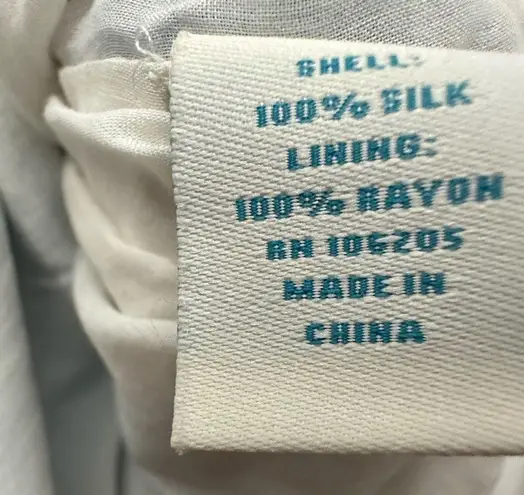 SHELL:
100% SILK
LINING:
100% RAYON
RN 106205
MADE IN
CHINA